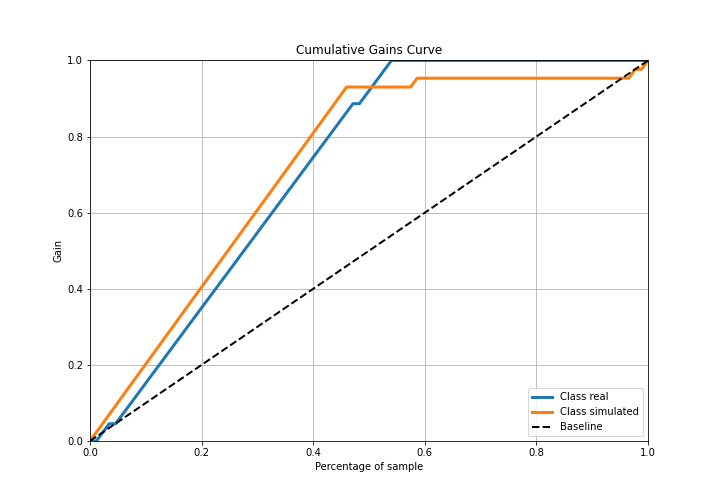 Cumulative Gains Curve
1.0
0.8
0.6
0.4
0.2
0.0
Gain
0.0 0.2 0.4 0.6 0.8 1.0
Percentage of sample
Class real
Class simulated
Baseline